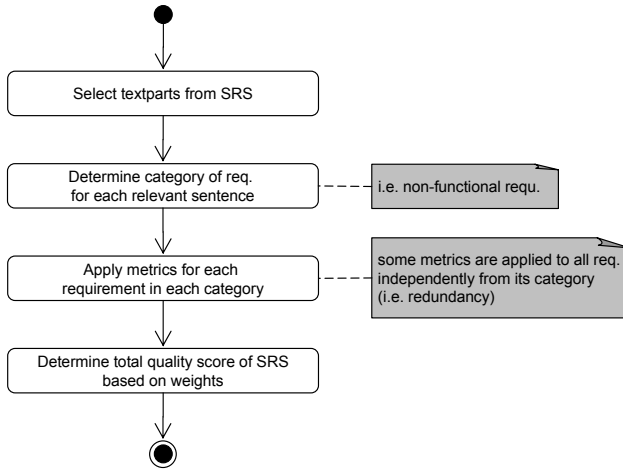 Select textparts from SRS
Determine category of req.
for each relevant sentence
i.e. non-functional requ.
Apply metrics for each
requirement in each category
some metrics are applied to all req.
independently from its category
(i.e. redundancy)
Determine total quality score of SRS
based on weights